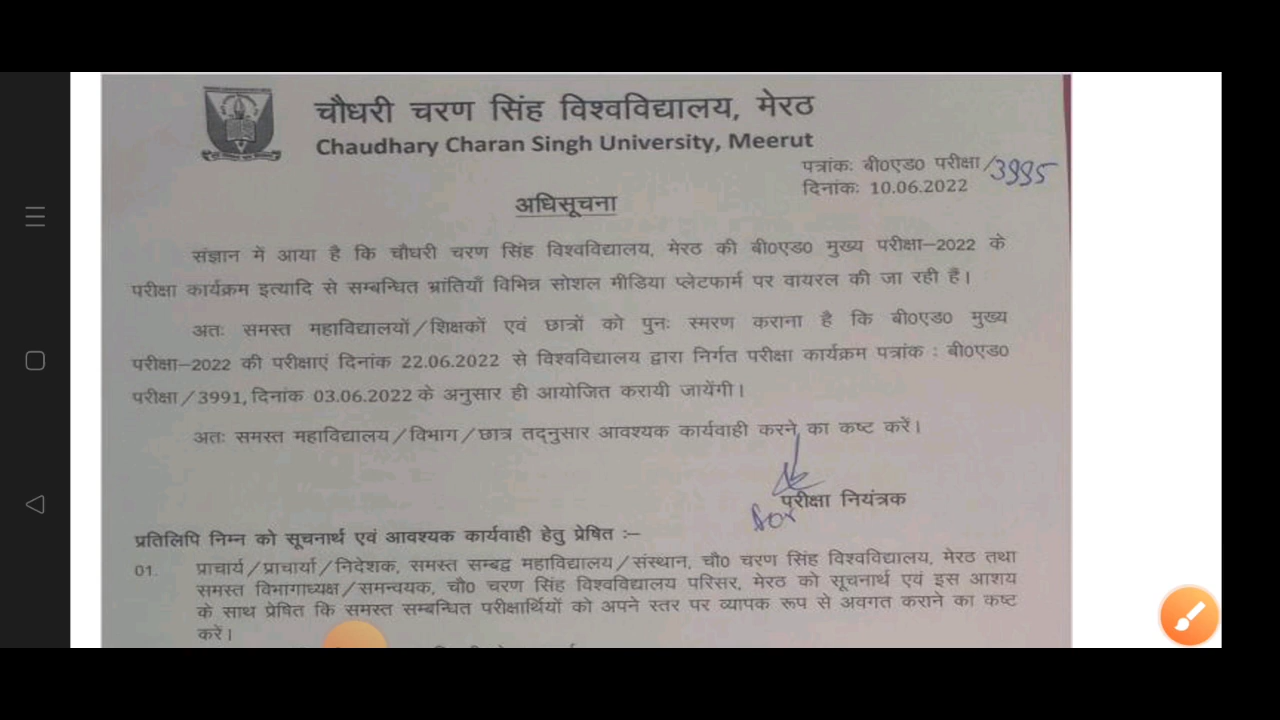 चौधरी चरण सिंह विश्वविद्यालय, मेरठ
Chaudhary Charan Singh University, Meerut
पत्रांकः बी0एड0 परीक्षा/3995
दिनांकः 10.06.2022
अधिसूचना
संज्ञान में आया है कि चौधरी चरण सिंह विश्वविद्यालय, मेरठ की बी0एड0 मुख्य परीक्षा–2022 के
परीक्षा कार्यक्रम इत्यादि से सम्बन्धित भ्रांतियाँ विभिन्न सोशल मीडिया प्लेटफार्म पर वायरल की जा रही हैं।
अतः समस्त महाविद्यालयों/शिक्षकों एवं छात्रों को पुनः स्मरण कराना है कि बी0एड0 मुख्य
परीक्षा–2022 की परीक्षाएं दिनांक 22.06.2022 से विश्वविद्यालय द्वारा निर्गत परीक्षा कार्यक्रम पत्रांक : बी0एड0
परीक्षा/3991, दिनांक 03.06.2022 के अनुसार ही आयोजित करायी जायेंगी।
अतः समस्त महाविद्यालय/विभाग/छात्र तद्नुसार आवश्यक कार्यवाही करने का कष्ट करें।
परीक्षा नियंत्रक
प्रतिलिपि निम्न को सूचनार्थ एवं आवश्यक कार्यवाही हेतु प्रेषित :–
01. प्राचार्य/प्राचार्या/निदेशक, समस्त सम्बद्व महाविद्यालय/संस्थान, चौ0 चरण सिंह विश्वविद्यालय, मेरठ तथा
समस्त विभागाध्यक्ष/समन्वयक, चौ0 चरण सिंह विश्वविद्यालय परिसर, मेरठ को सूचनार्थ एवं इस आशय
के साथ प्रेषित कि समस्त सम्बन्धित परीक्षार्थियों को अपने स्तर पर व्यापक रूप से अवगत कराने का कष्ट
करें।